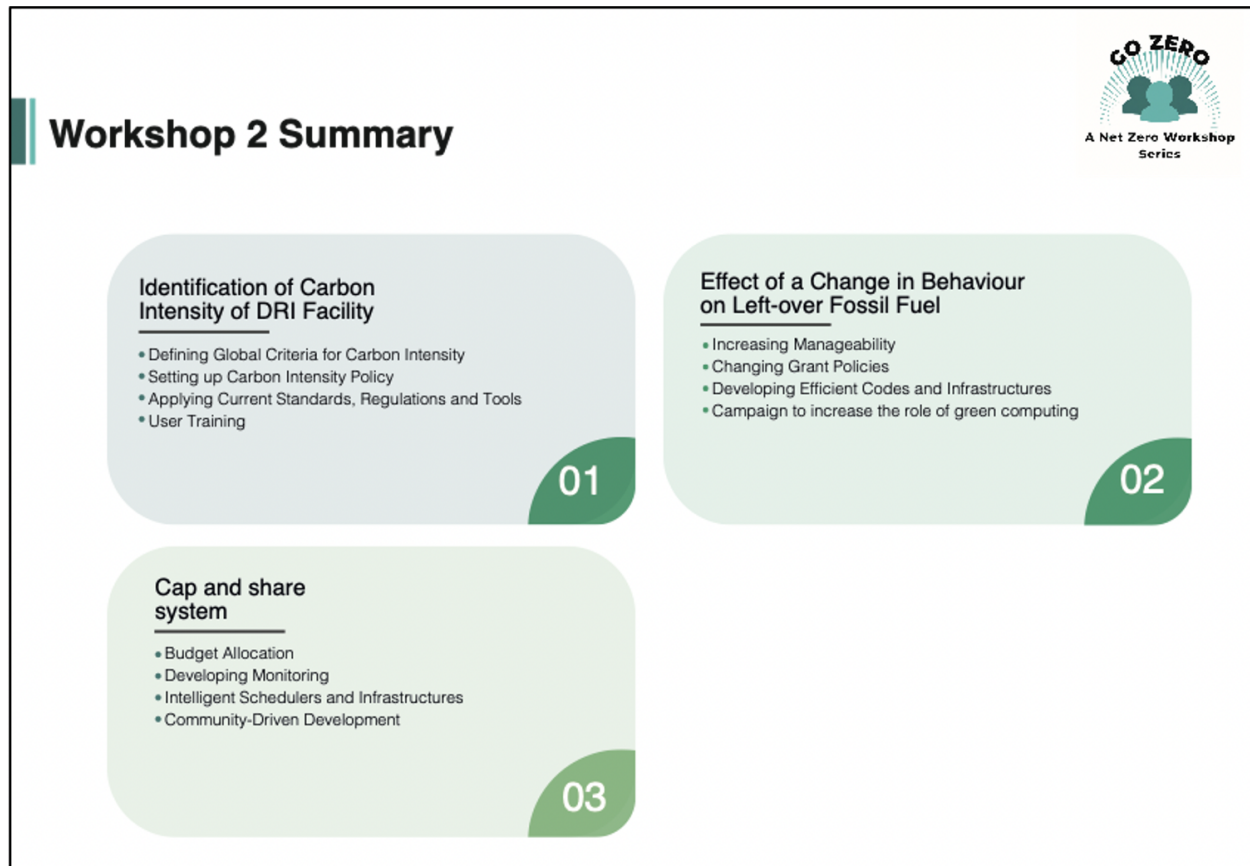 GO ZERO
A Net Zero Workshop
Series
Workshop 2 Summary
Identification of Carbon
Intensity of DRI Facility
• Defining Global Criteria for Carbon Intensity
• Setting up Carbon Intensity Policy
• Applying Current Standards, Regulations and Tools
• User Training
01
Effect of a Change in Behaviour
on Left-over Fossil Fuel
• Increasing Manageability
• Changing Grant Policies
• Developing Efficient Codes and Infrastructures
• Campaign to increase the role of green computing
02
Cap and share
system
• Budget Allocation
• Developing Monitoring
• Intelligent Schedulers and Infrastructures
• Community-Driven Development
03